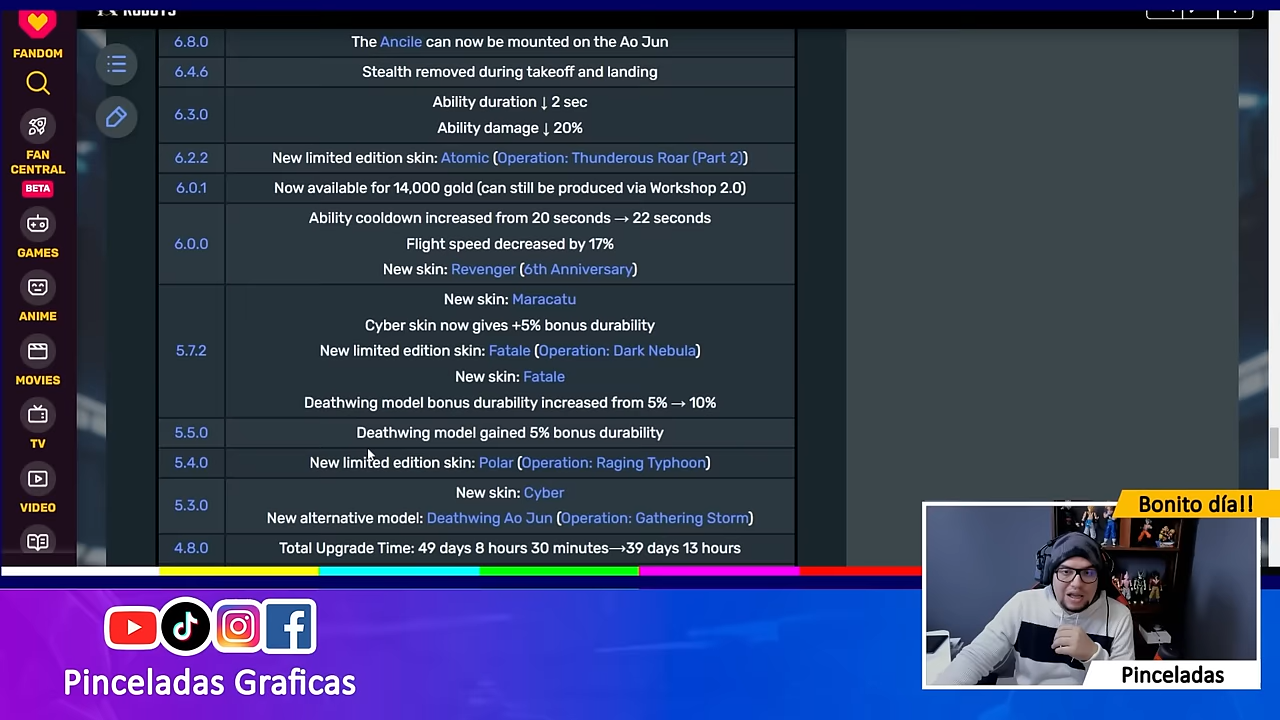 FANDOM
FAN
CENTRAL
BETA
GAMES
ANIME
MOVIES
TV
VIDEO
6.8.0 The Ancile can now be mounted on the Ao Jun
6.4.6 Stealth removed during takeoff and landing
6.3.0 Ability duration ↓ 2 sec
Ability damage ↓ 20%
6.2.2 New limited edition skin: Atomic (Operation: Thunderous Roar (Part 2))
6.0.1 Now available for 14,000 gold (can still be produced via Workshop 2.0)
6.0.0 Ability cooldown increased from 20 seconds → 22 seconds
Flight speed decreased by 17%
New skin: Revenger (6th Anniversary)
5.7.2 New skin: Maracatu
Cyber skin now gives +5% bonus durability
New limited edition skin: Fatale (Operation: Dark Nebula)
New skin: Fatale
Deathwing model bonus durability increased from 5% → 10%
5.5.0 Deathwing model gained 5% bonus durability
5.4.0 New limited edition skin: Polar (Operation: Raging Typhoon)
5.3.0 New skin: Cyber
New alternative model: Deathwing Ao Jun (Operation: Gathering Storm)
4.8.0 Total Upgrade Time: 49 days 8 hours 30 minutes→39 days 13 hours
Bonito día!!
Pinceladas
Pinceladas Graficas